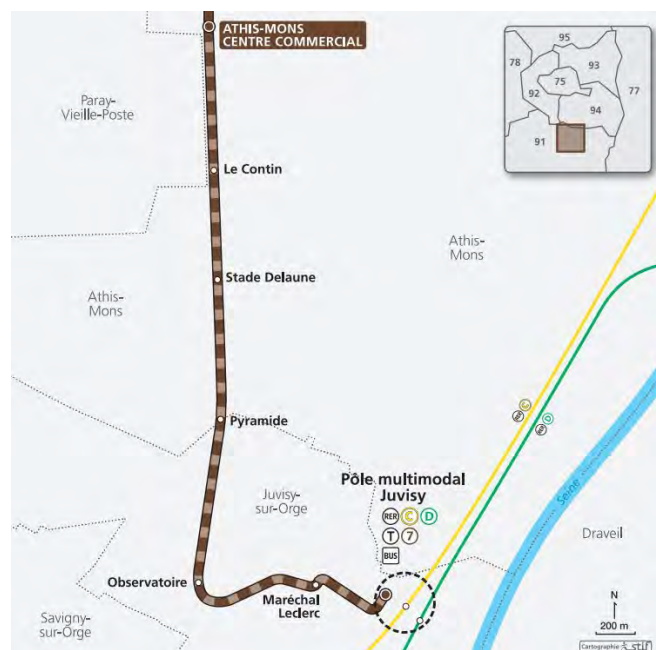 ATHIS-MONS
CENTRE COMMERCIAL
95
78
93
75
77
92
94
91
Paray-
Vieille-Poste
Le Contin
Athis-
Mons
Stade Delaune
Athis-
Mons
C
RER
D
RER
Pyramide
Pôle multimodal
Juvisy
RER C D
T 7
BUS
Juvisy-
sur-Orge
Seine
Draveil
Observatoire
Maréchal
Leclerc
Savigny-
sur-Orge
N
200 m
Cartographie stif